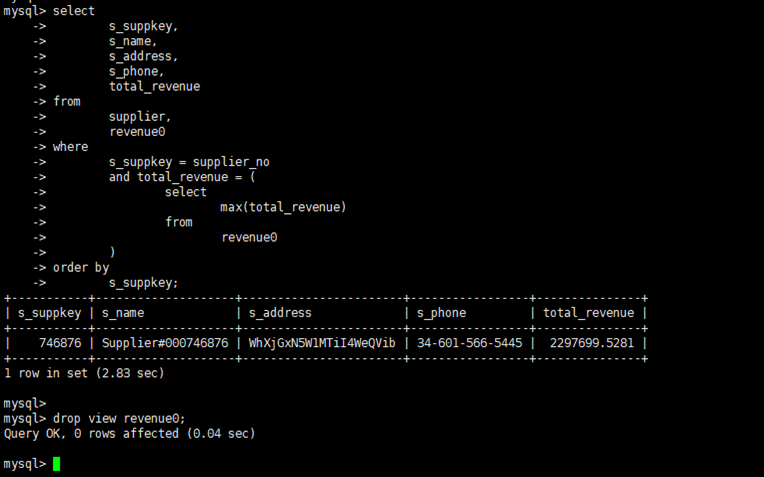 mysql> select
    ->         s_suppkey,
    ->         s_name,
    ->         s_address,
    ->         s_phone,
    ->         total_revenue
    -> from
    ->         supplier,
    ->         revenue0
    -> where
    ->         s_suppkey = supplier_no
    ->         and total_revenue = (
    ->                 select
    ->                         max(total_revenue)
    ->                 from
    ->                         revenue0
    ->         )
    -> order by
    ->         s_suppkey;
+-----------+--------------------+------------------------+-----------------+---------------+
| s_suppkey | s_name             | s_address              | s_phone         | total_revenue |
+-----------+--------------------+------------------------+-----------------+---------------+
|    746876 | Supplier#000746876 | WhXjGxN5W1MTiI4WeQVib | 34-601-566-5445 |  2297699.5281 |
+-----------+--------------------+------------------------+-----------------+---------------+
1 row in set (2.83 sec)
mysql>
mysql> drop view revenue0;
Query OK, 0 rows affected (0.04 sec)
mysql>